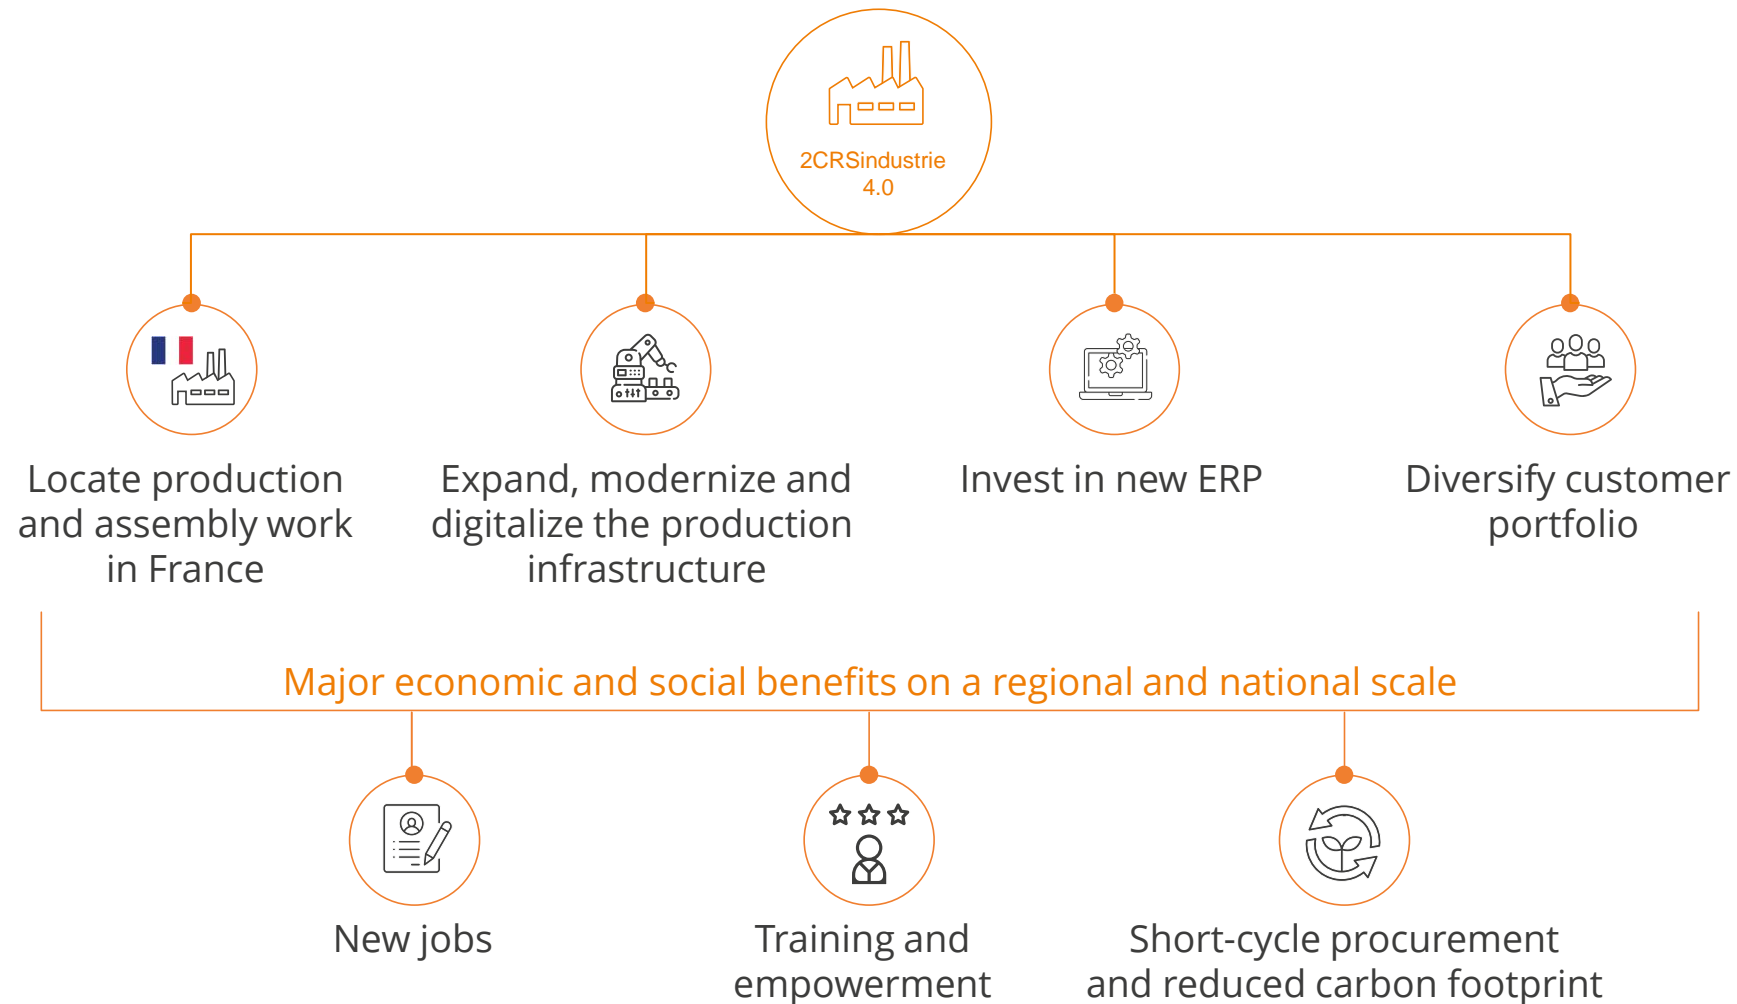 2CRSindustrie
4.0
Locate production
and assembly work
in France
Expand, modernize and
digitalize the production
infrastructure
Invest in new ERP
Diversify customer
portfolio
Major economic and social benefits on a regional and national scale
New jobs
Training and
empowerment
Short-cycle procurement
and reduced carbon footprint